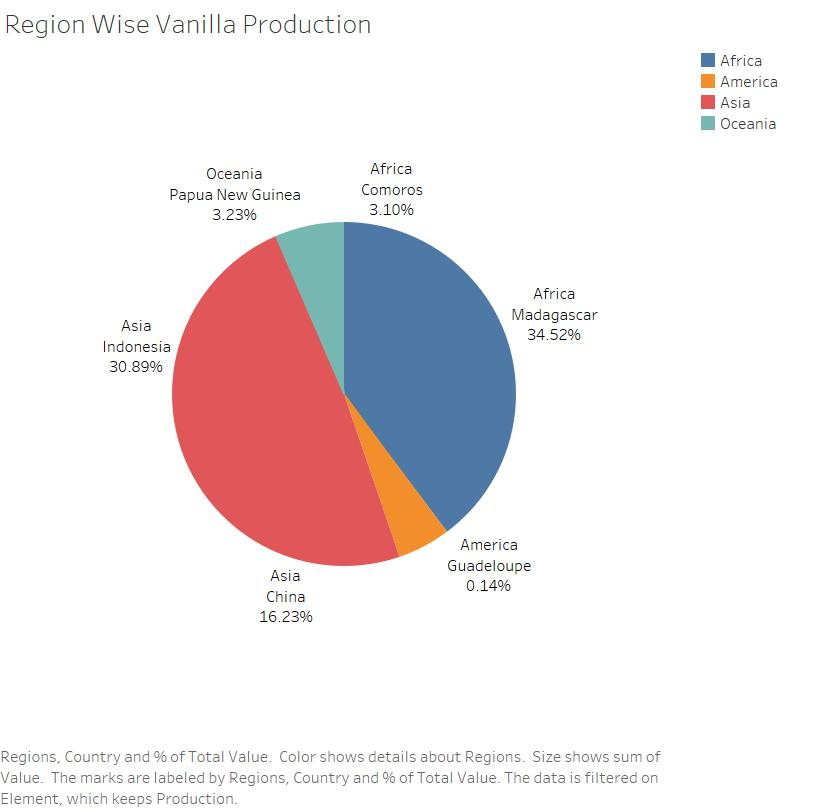 Region Wise Vanilla Production
Africa
America
Asia
Oceania
Oceania
Papua New Guinea
3.23%
Africa
Comoros
3.10%
Africa
Madagascar
34.52%
Asia
Indonesia
30.89%
America
Guadeloupe
0.14%
Asia
China
16.23%
Regions, Country and % of Total Value.  Color shows details about Regions.  Size shows sum of
Value.  The marks are labeled by Regions, Country and % of Total Value. The data is filtered on
Element, which keeps Production.